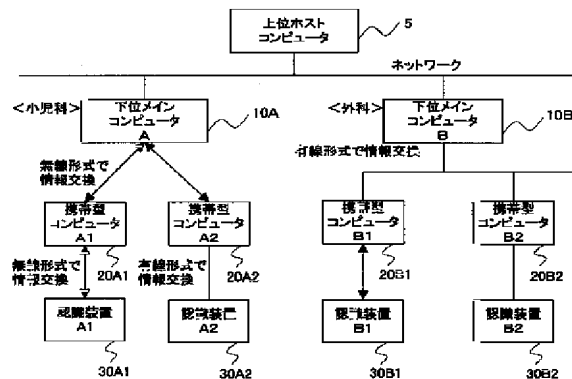 上位ホスト
コンピュータ
5
ネットワーク
<小児科>
下位メイン
コンピュータ
A
10A
<外科>
下位メイン
コンピュータ
B
10B
無線形式で
情報交換
有線形式で情報交換
携帯型
コンピュータ
A1
携帯型
コンピュータ
A2
携帯型
コンピュータ
B1
携帯型
コンピュータ
B2
無線形式で
情報交換
20A1
有線形式で
情報交換
20A2
20B1
20B2
認識装置
A1
認識装置
A2
認識装置
B1
認識装置
B2
30A1
30A2
30B1
30B2